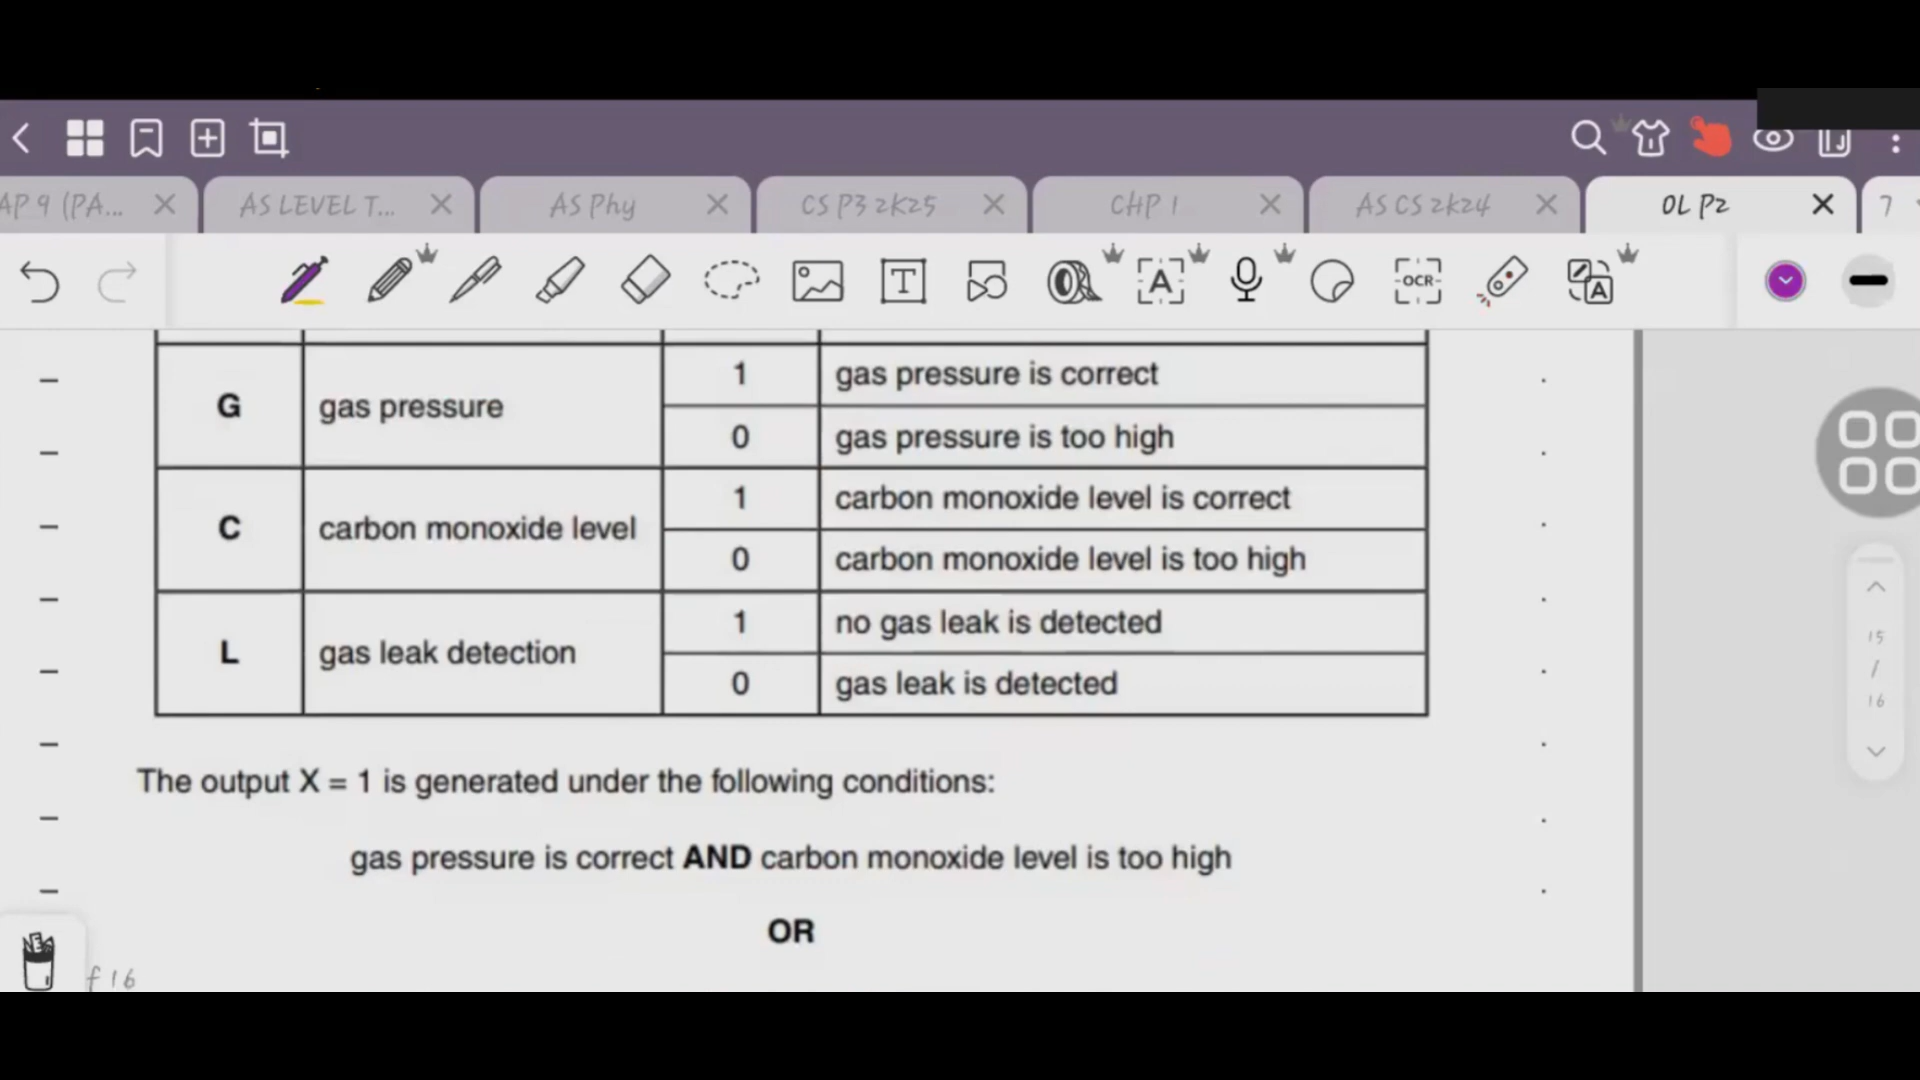 AP 9 (PA... AS LEVEL T... AS Phy CS P3 2K25 CHP 1 AS CS 2K24 OL P2 7
T A OCR A
G gas pressure 1 gas pressure is correct
0 gas pressure is too high
C carbon monoxide level 1 carbon monoxide level is correct
0 carbon monoxide level is too high
L gas leak detection 1 no gas leak is detected
0 gas leak is detected
15
/
16
The output X = 1 is generated under the following conditions:
gas pressure is correct AND carbon monoxide level is too high
OR
f 16